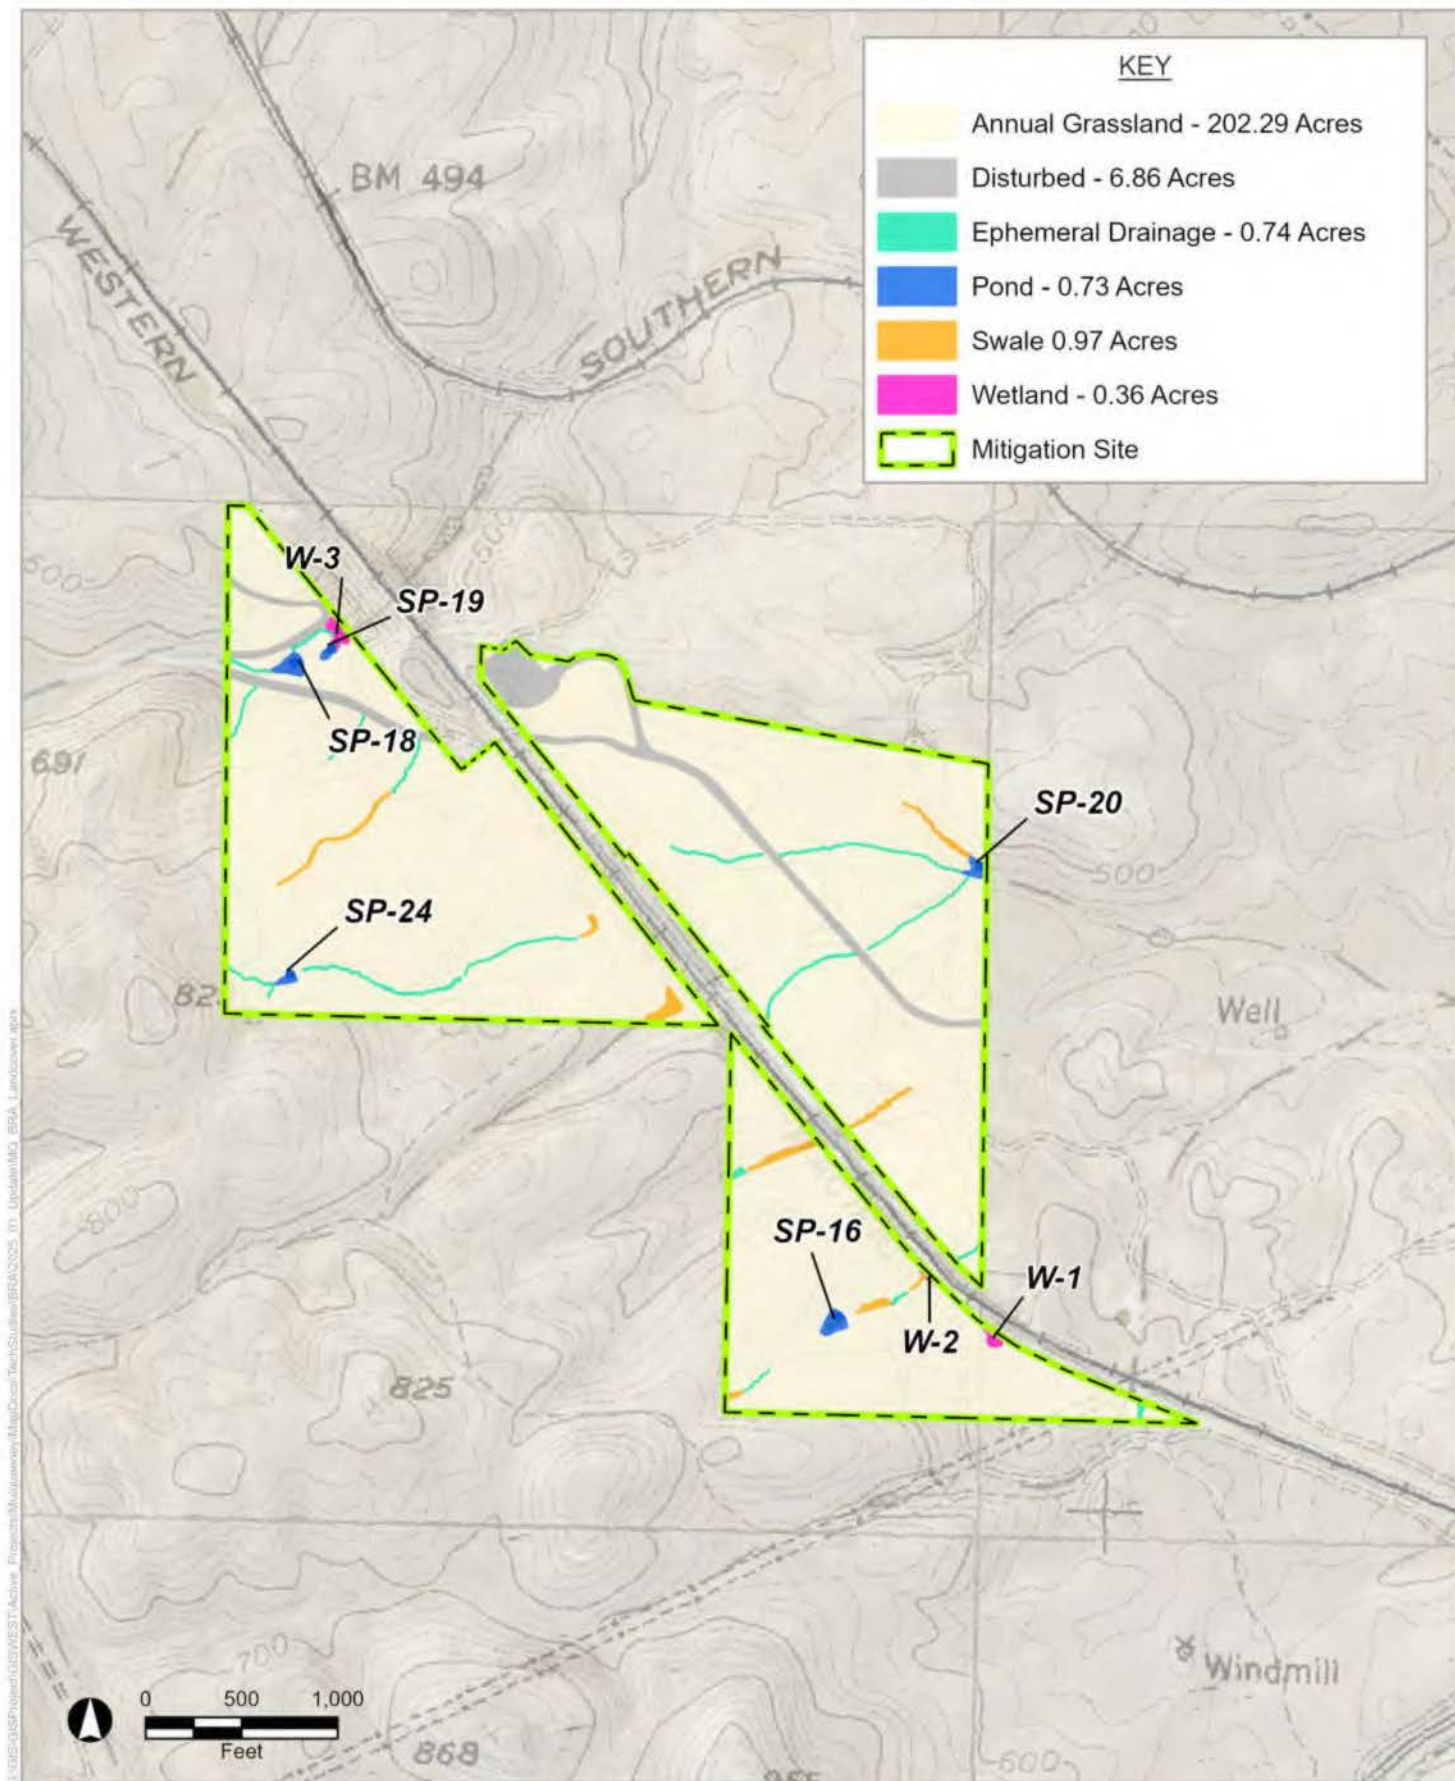 KEY
Annual Grassland - 202.29 Acres
Disturbed - 6.86 Acres
Ephemeral Drainage - 0.74 Acres
Pond - 0.73 Acres
Swale 0.97 Acres
Wetland - 0.36 Acres
Mitigation Site
BM 494
WESTERN
SOUTHERN
500
500
W-3
SP-19
SP-18
691
SP-20
500
SP-24
Well
800
SP-16
W-1
W-2
825
Windmill
700
0 500 1,000
Feet
868
600